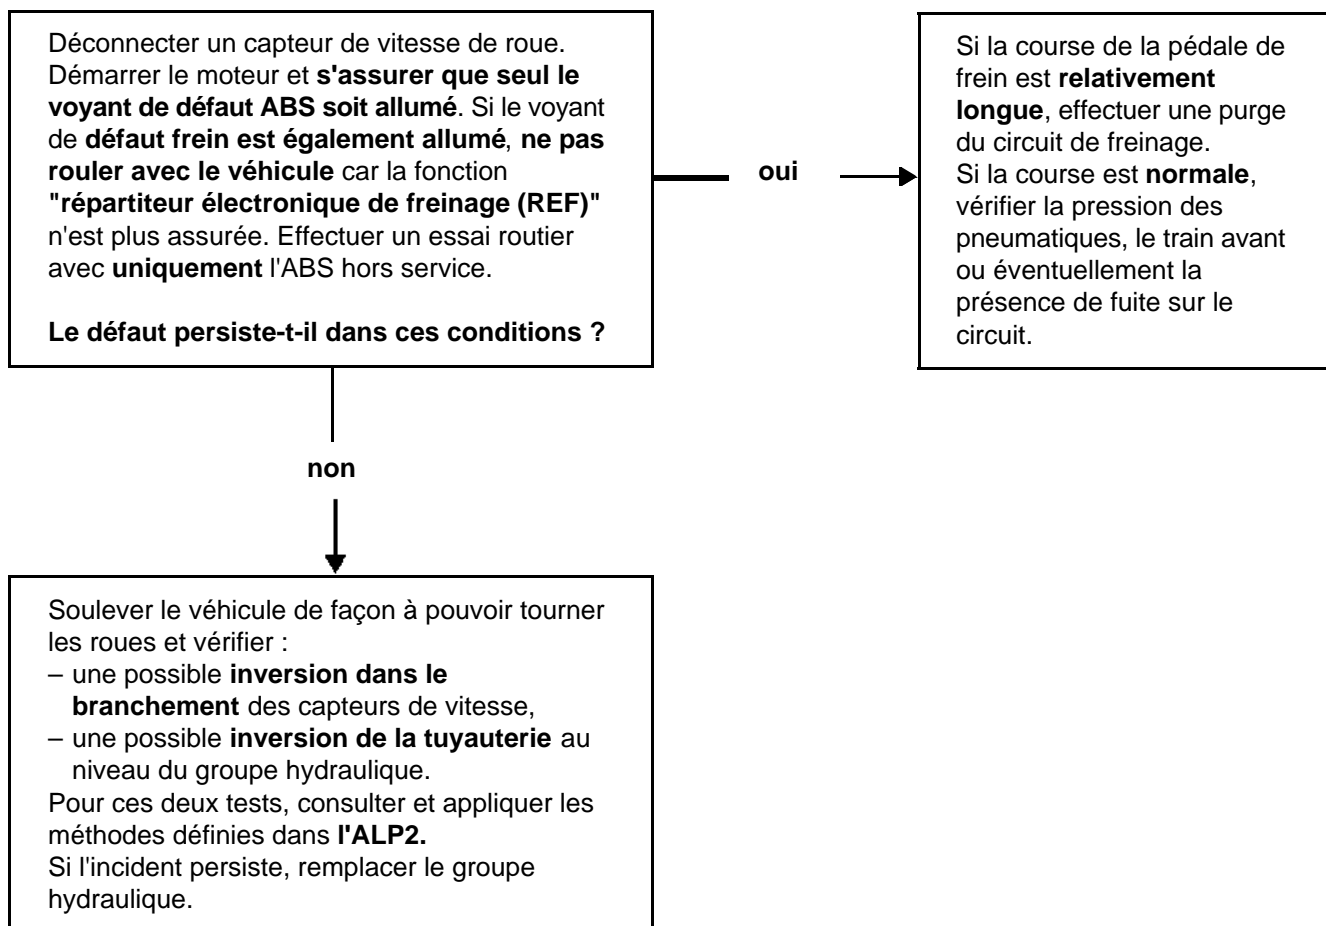 Déconnecter un capteur de vitesse de roue.
Démarrer le moteur et s'assurer que seul le
voyant de défaut ABS soit allumé. Si le voyant
de défaut frein est également allumé, ne pas
rouler avec le véhicule car la fonction
"répartiteur électronique de freinage (REF)"
n'est plus assurée. Effectuer un essai routier
avec uniquement l'ABS hors service.
Le défaut persiste-t-il dans ces conditions ?
oui
Si la course de la pédale de
frein est relativement
longue, effectuer une purge
du circuit de freinage.
Si la course est normale,
vérifier la pression des
pneumatiques, le train avant
ou éventuellement la
présence de fuite sur le
circuit.
non
Soulever le véhicule de façon à pouvoir tourner
les roues et vérifier :
– une possible inversion dans le
branchement des capteurs de vitesse,
– une possible inversion de la tuyauterie au
niveau du groupe hydraulique.
Pour ces deux tests, consulter et appliquer les
méthodes définies dans l'ALP2.
Si l'incident persiste, remplacer le groupe
hydraulique.